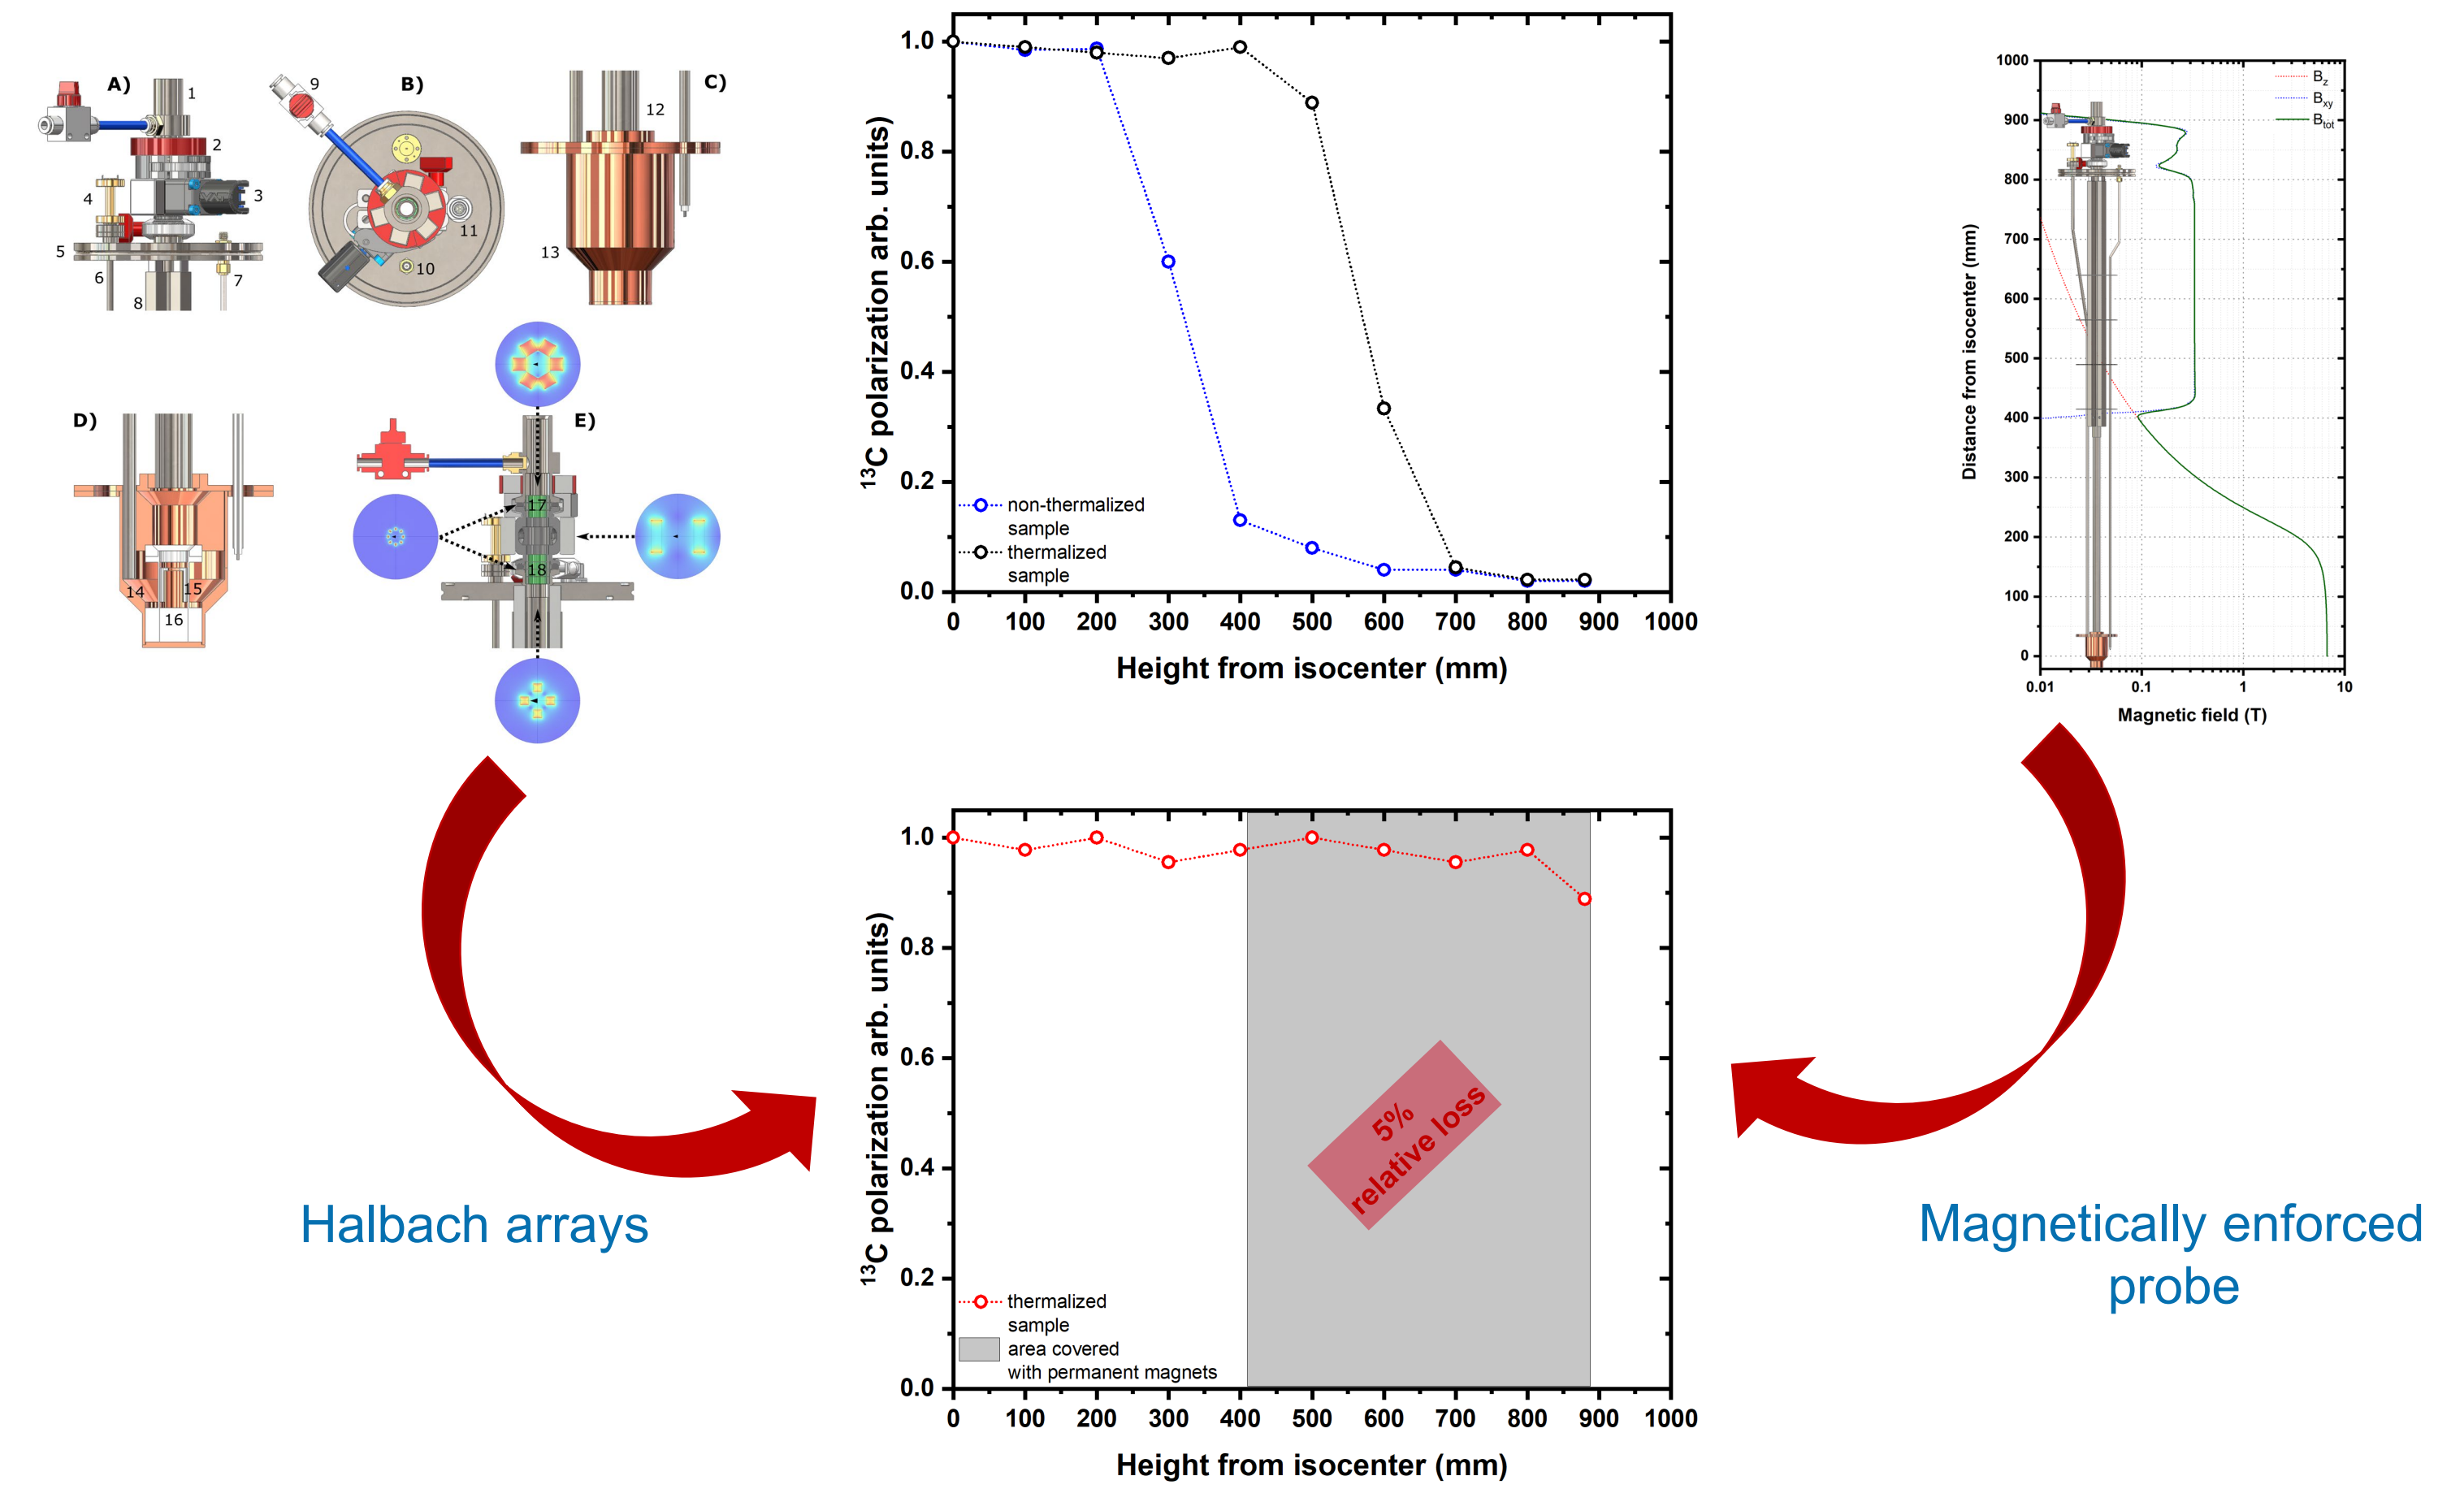 A)
1
2
3
4
5
6
7
8
B)
9
10
11
C)
12
13
D)
14
15
16
E)
17
18
¹³C polarization arb. units)
1.0
0.8
0.6
0.4
0.2
0.0
non-thermalized
sample
thermalized
sample
0 100 200 300 400 500 600 700 800 900 1000
Height from isocenter (mm)
Distance from isocenter (mm)
1000
900
800
700
600
500
400
300
200
100
0
B_z
B_xy
B_tot
0.01 0.1 1 10
Magnetic field (T)
¹³C polarization arb. units)
1.0
0.8
0.6
0.4
0.2
0.0
5%
relative loss
thermalized
sample
area covered
with permanent magnets
0 100 200 300 400 500 600 700 800 900 1000
Height from isocenter (mm)
Halbach arrays
Magnetically enforced
probe